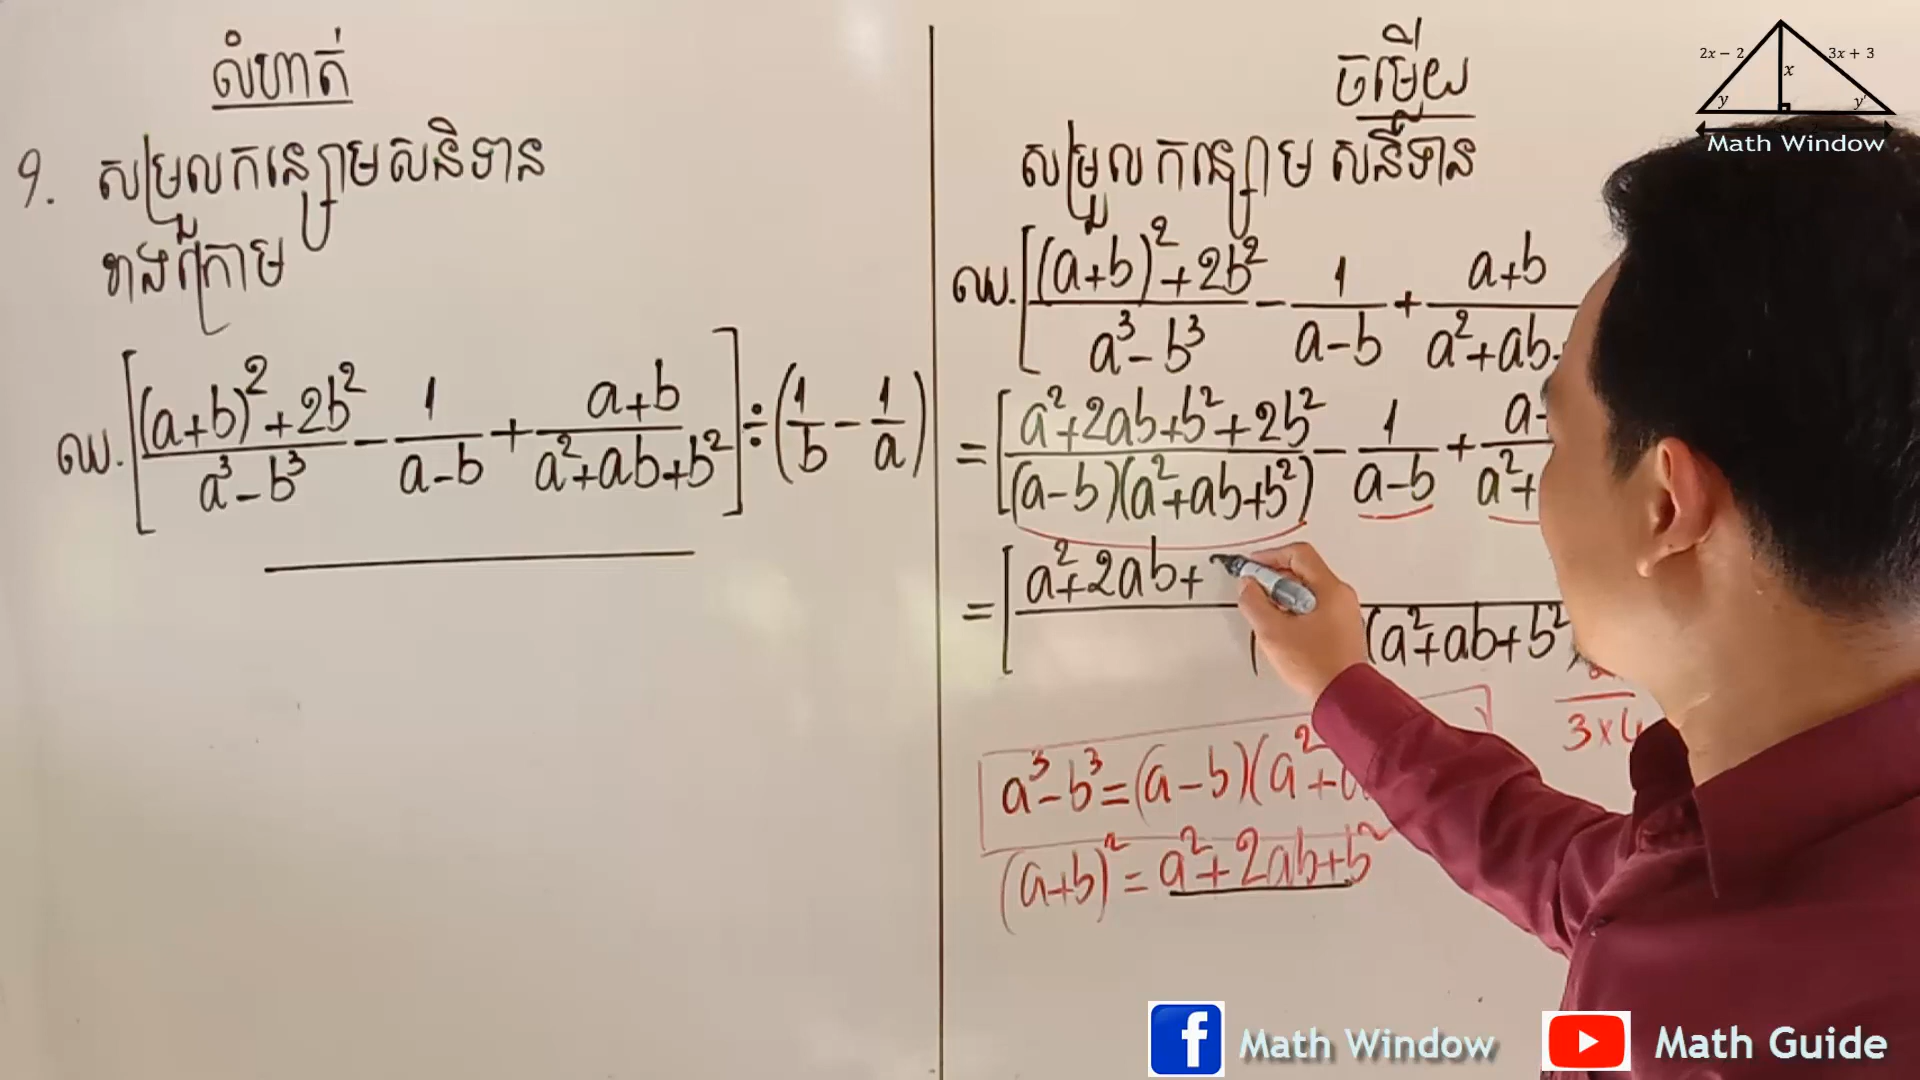 លំហាត់
9. សម្រួលកន្សោមសនិទាន
ខាងក្រោម
ឈ. [((a+b)²+2b²)/(a³-b³) - 1/(a-b) + (a+b)/(a²+ab+b²)] ÷ (1/b - 1/a)
ចម្លើយ
សម្រួលកន្សោម សនិទាន
ឈ. [((a+b)²+2b²)/(a³-b³) - 1/(a-b) + (a+b)/(a²+ab
= [(a²+2ab+b²+2b²)/((a-b)(a²+ab+b²)) - 1/(a-b) + a-/a²+
= [a²+2ab+ / (a²+ab+b²
3×4
a³-b³=(a-b)(a²+
(a+b)² = a²+2ab+b²
2x − 2
3x + 3
x
y
y'
Math Window
Math Window
Math Guide